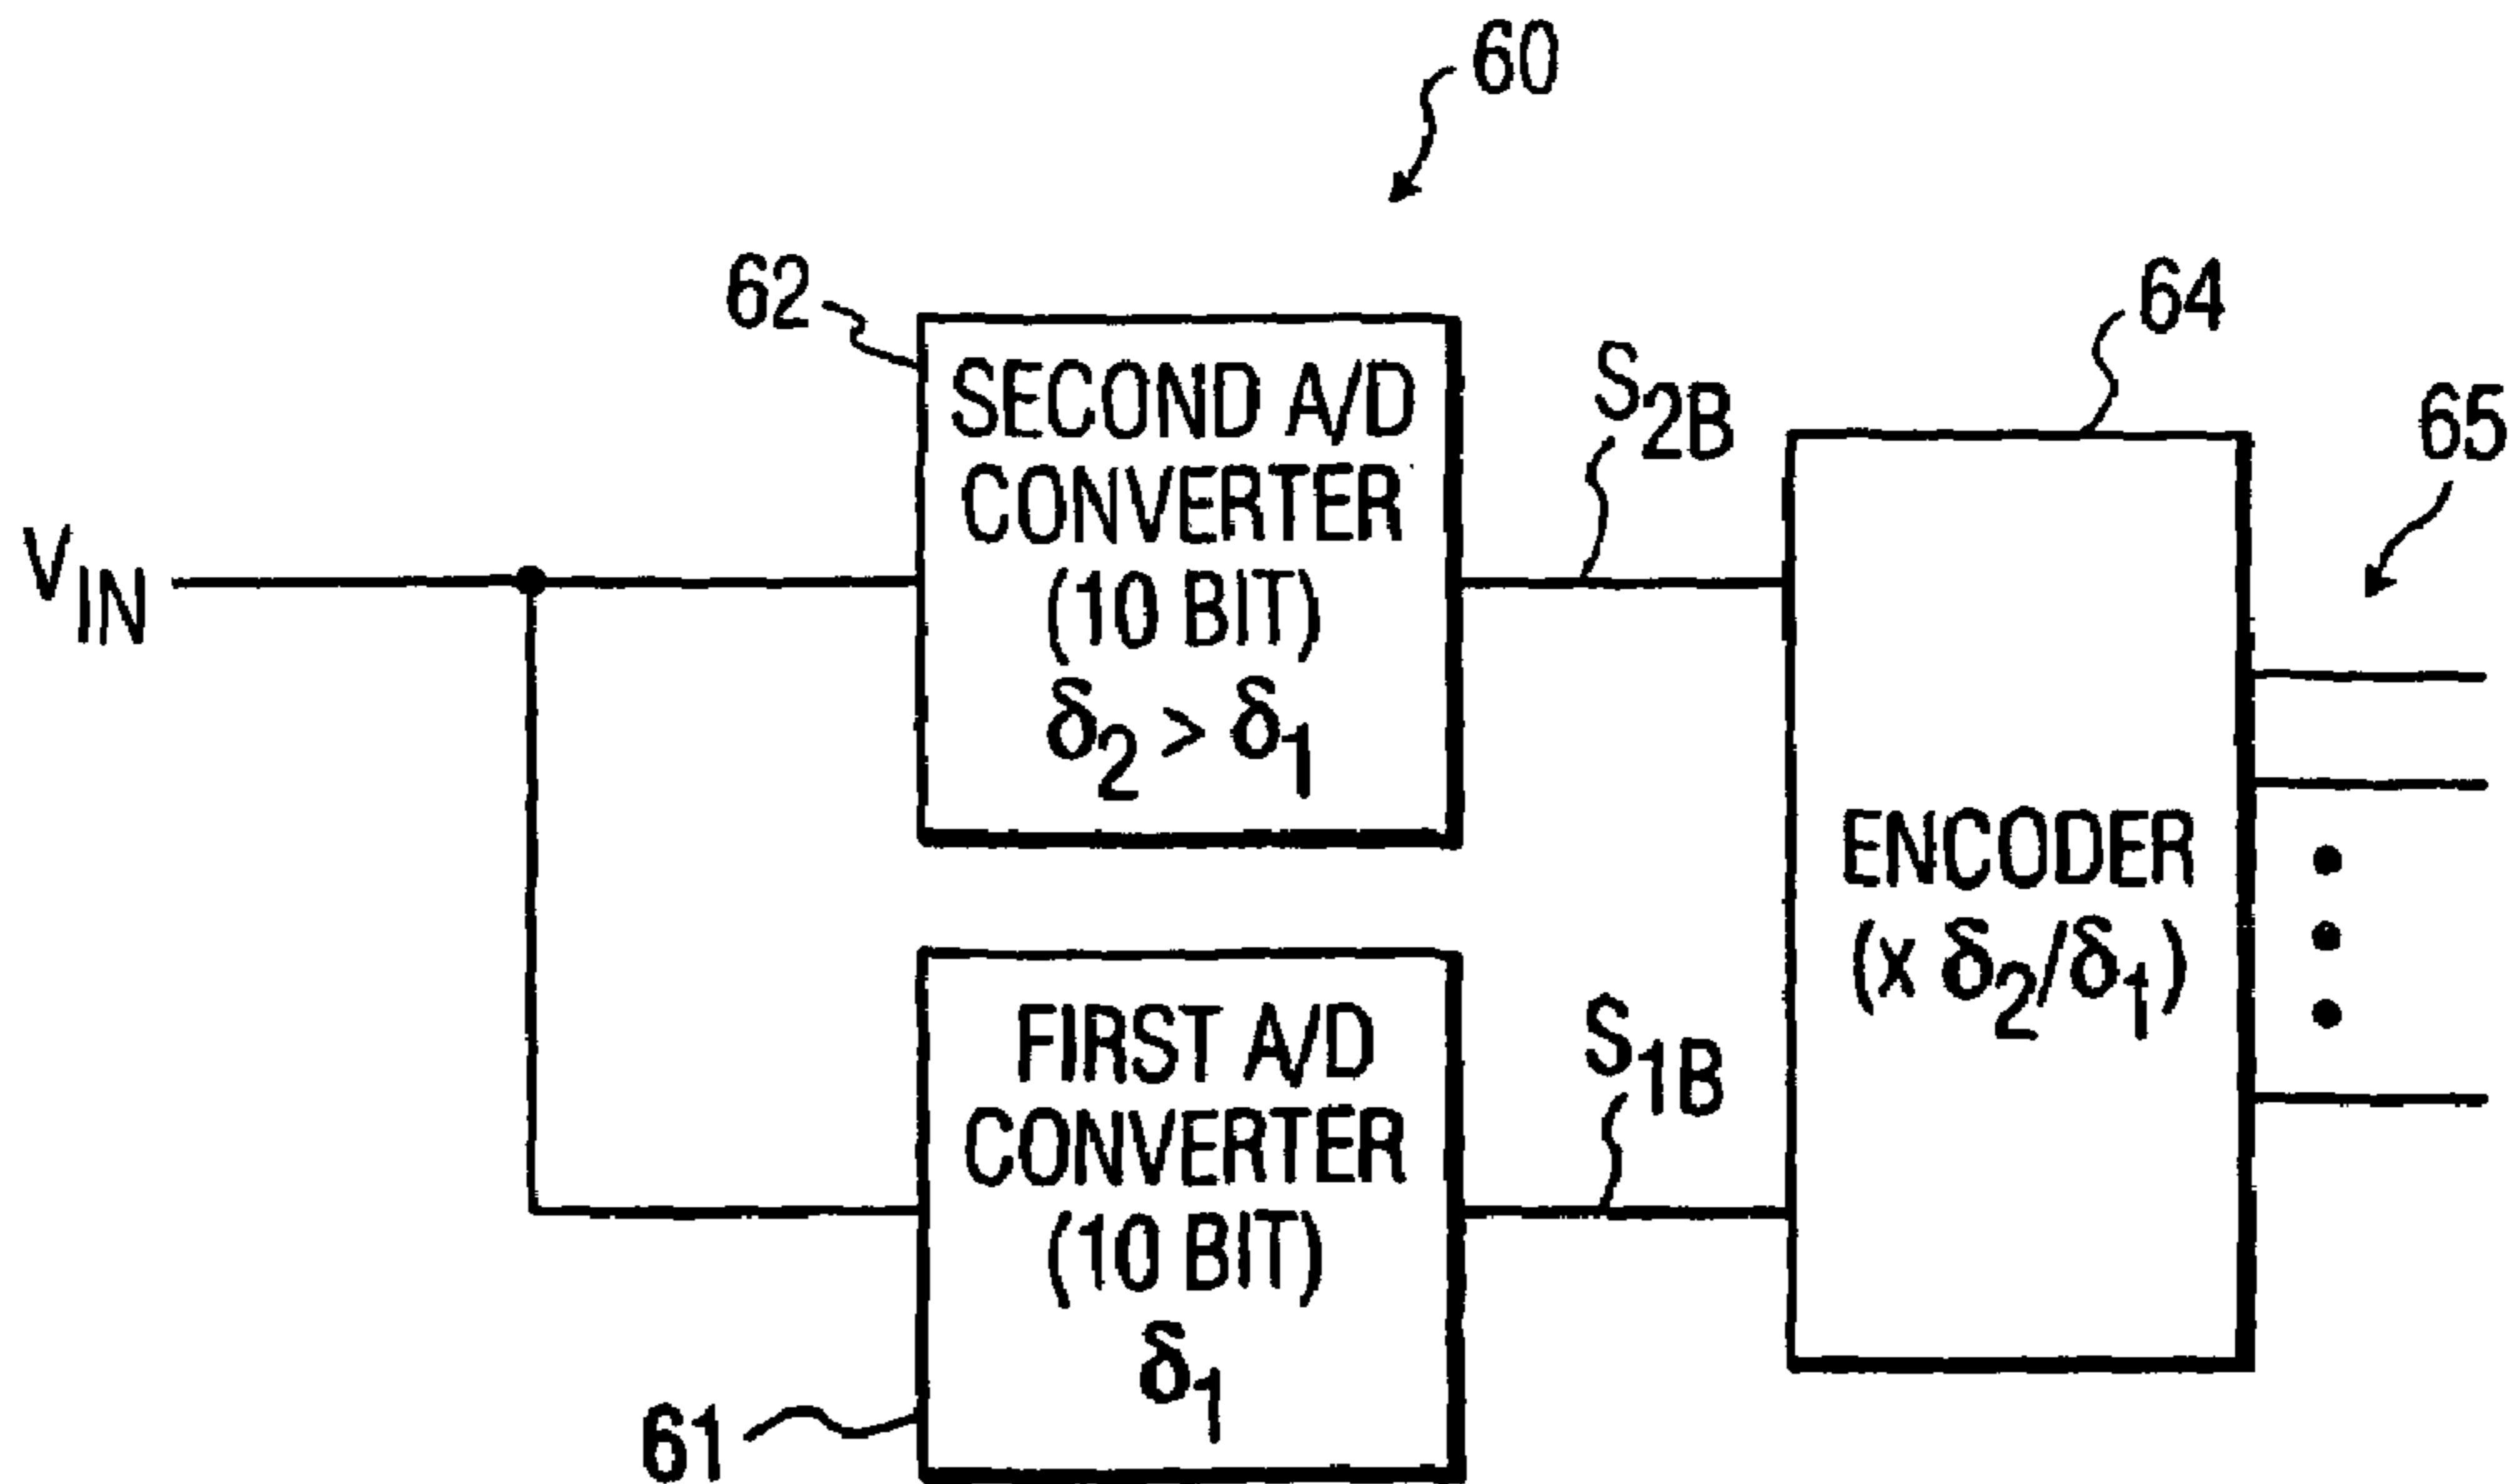 60
62
SECOND A/D
CONVERTER
(10 BIT)
δ2 > δ1
S2B
64
65
VIN
ENCODER
(x δ2/δ1)
FIRST A/D
CONVERTER
(10 BIT)
δ1
S1B
61